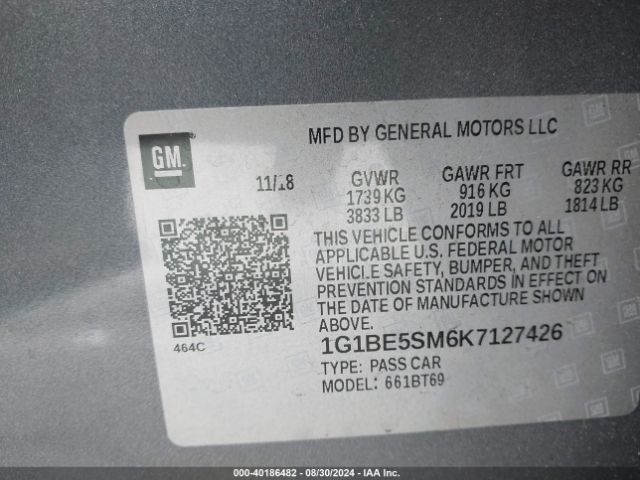 MFD BY GENERAL MOTORS LLC
GM
11/18 GVWR GAWR FRT GAWR RR
1739 KG 916 KG 823 KG
3833 LB 2019 LB 1814 LB
THIS VEHICLE CONFORMS TO ALL
APPLICABLE U.S. FEDERAL MOTOR
VEHICLE SAFETY, BUMPER, AND THEFT
PREVENTION STANDARDS IN EFFECT ON
THE DATE OF MANUFACTURE SHOWN
ABOVE.
464C
1G1BE5SM6K7127426
TYPE: PASS CAR
MODEL: 661BT69
000-40186482 - 08/30/2024 - IAA Inc.